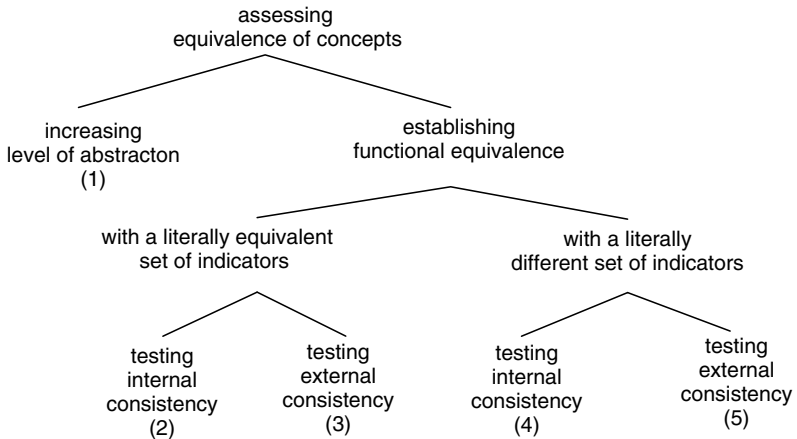 assessing
equivalence of concepts
increasing
level of abstracton
(1)
establishing
functional equivalence
with a literally equivalent
set of indicators
with a literally
different set of indicators
testing
internal
consistency
(2)
testing
external
consistency
(3)
testing
internal
consistency
(4)
testing
external
consistency
(5)